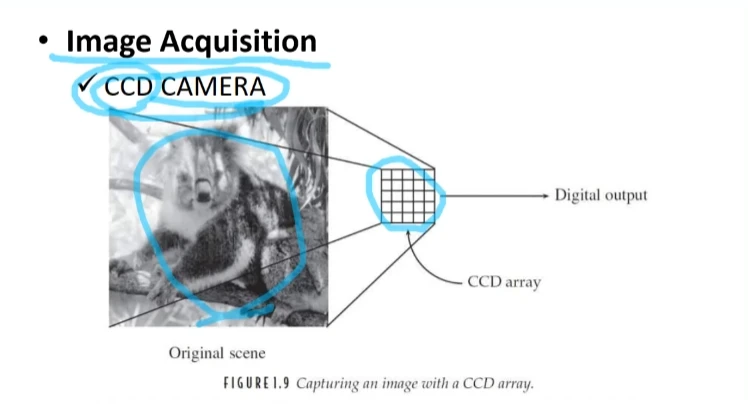 • Image Acquisition
✓ CCD CAMERA
Digital output
CCD array
Original scene
FIGURE 1.9 Capturing an image with a CCD array.